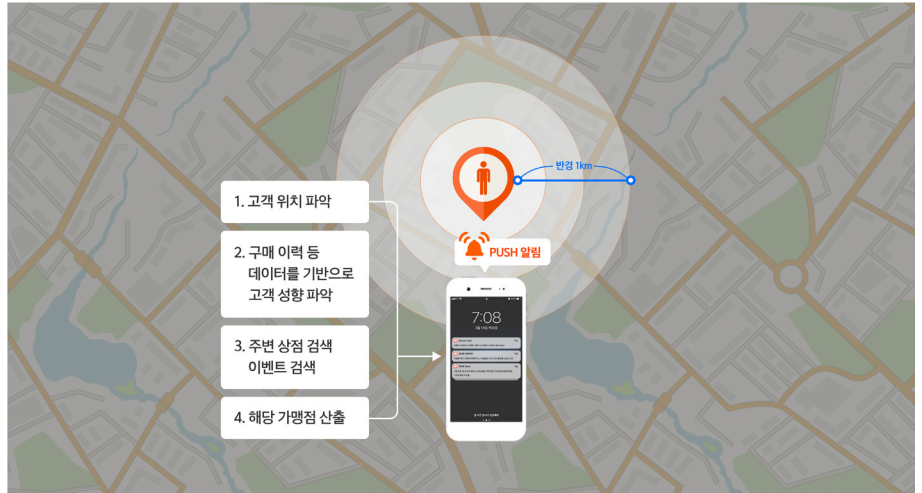 반경 1km
1. 고객 위치 파악
PUSH 알림
2. 구매 이력 등
데이터를 기반으로
고객 성향 파악
3. 주변 상점 검색
이벤트 검색
4. 해당 가맹점 산출
7:08